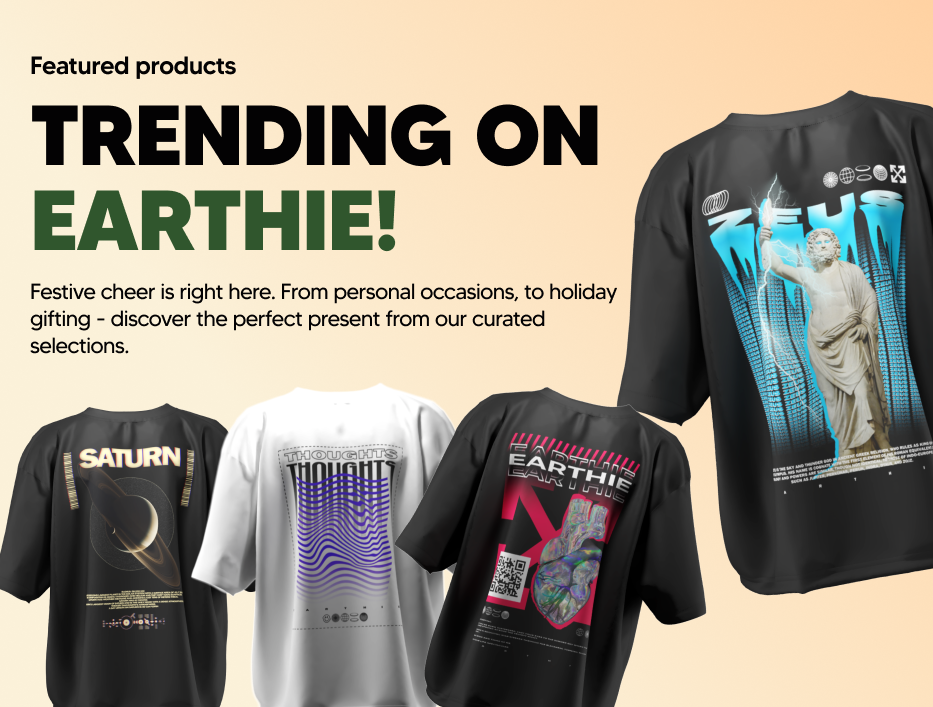 Featured products
TRENDING ON
EARTHIE!
Festive cheer is right here. From personal occasions, to holiday
gifting - discover the perfect present from our curated
selections.
ZEUS
SATURN
THOUGHTS
THOUGHTS
EARTHIE
EARTHIE
EARTHIE